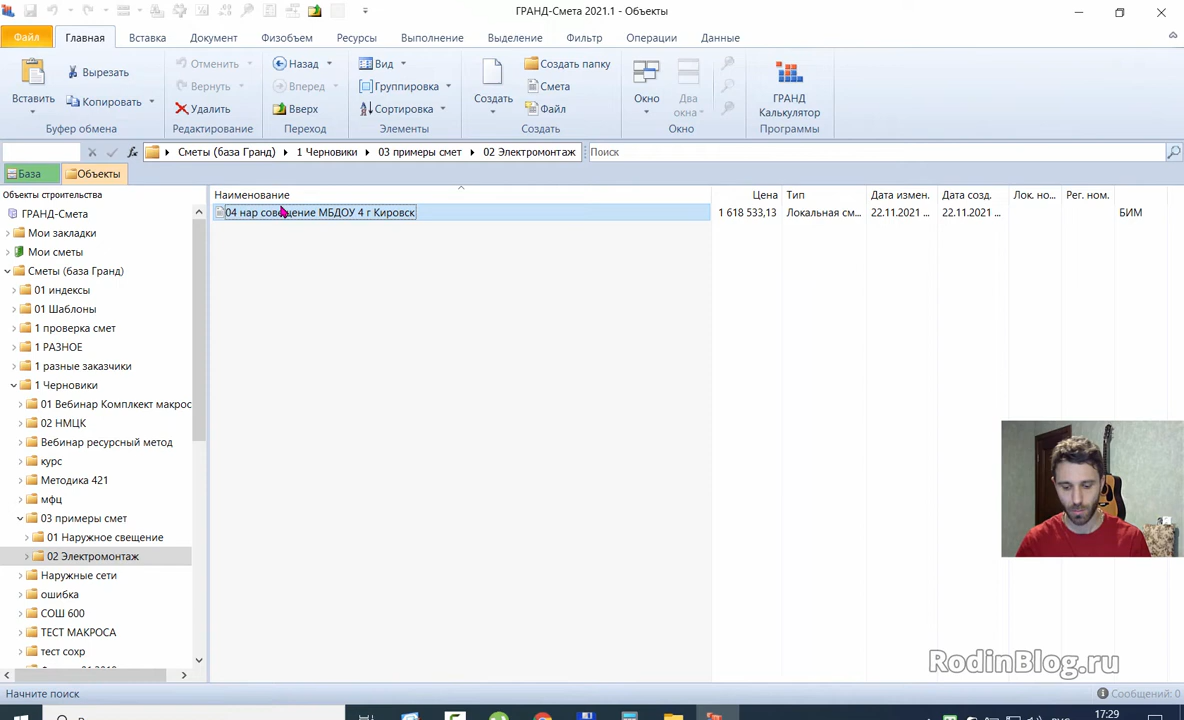 ГРАНД-Смета 2021.1 - Объекты
Файл
Главная
Вставка
Документ
Физобъем
Ресурсы
Выполнение
Выделение
Фильтр
Операции
Данные
Вставить
Вырезать
Копировать
Буфер обмена
Отменить
Вернуть
Удалить
Редактирование
Назад
Вперед
Вверх
Переход
Вид
Группировка
Сортировка
Элементы
Создать
Создать папку
Смета
Файл
Создать
Окно
Два окна
Окно
ГРАНД Калькулятор
Программы
fx
Сметы (база Гранд)
1 Черновики
03 примеры смет
02 Электромонтаж
Поиск
База
Объекты
Объекты строительства
ГРАНД-Смета
Мои закладки
Мои сметы
Сметы (база Гранд)
01 индексы
01 Шаблоны
1 проверка смет
1 РАЗНОЕ
1 разные заказчики
1 Черновики
01 Вебинар Комплкект макрос
02 НМЦК
Вебинар ресурсный метод
курс
Методика 421
мфц
03 примеры смет
01 Наружное свещение
02 Электромонтаж
Наружные сети
ошибка
СОШ 600
ТЕСТ МАКРОСА
тест сохр
Наименование
Цена
Тип
Дата измен.
Дата созд.
Лок. но...
Рег. ном.
04 нар совещение МБДОУ 4 г Кировск
1 618 533,13
Локальная см...
22.11.2021 ...
22.11.2021 ...
БИМ
RodinBlog.ru
Начните поиск
Сообщений: 0
17:29